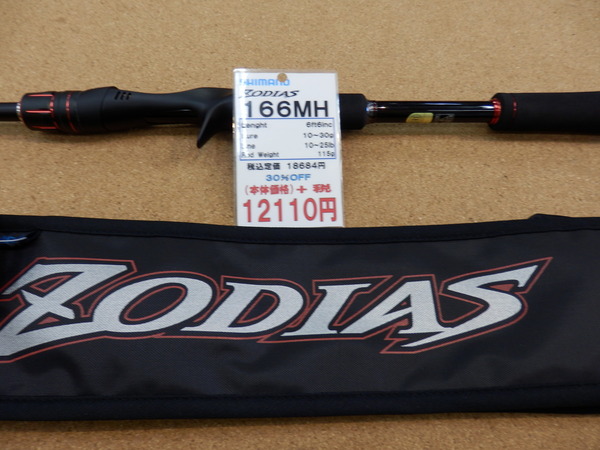 SHIMANO
ZODIAS
166MH
Lenght 6ft6inc
Lure 10~30g
Line 10~25lb
Rod Weight 115g
税込定価 18684円
30%OFF
(本体価格)+税
12110円
ZODIAS